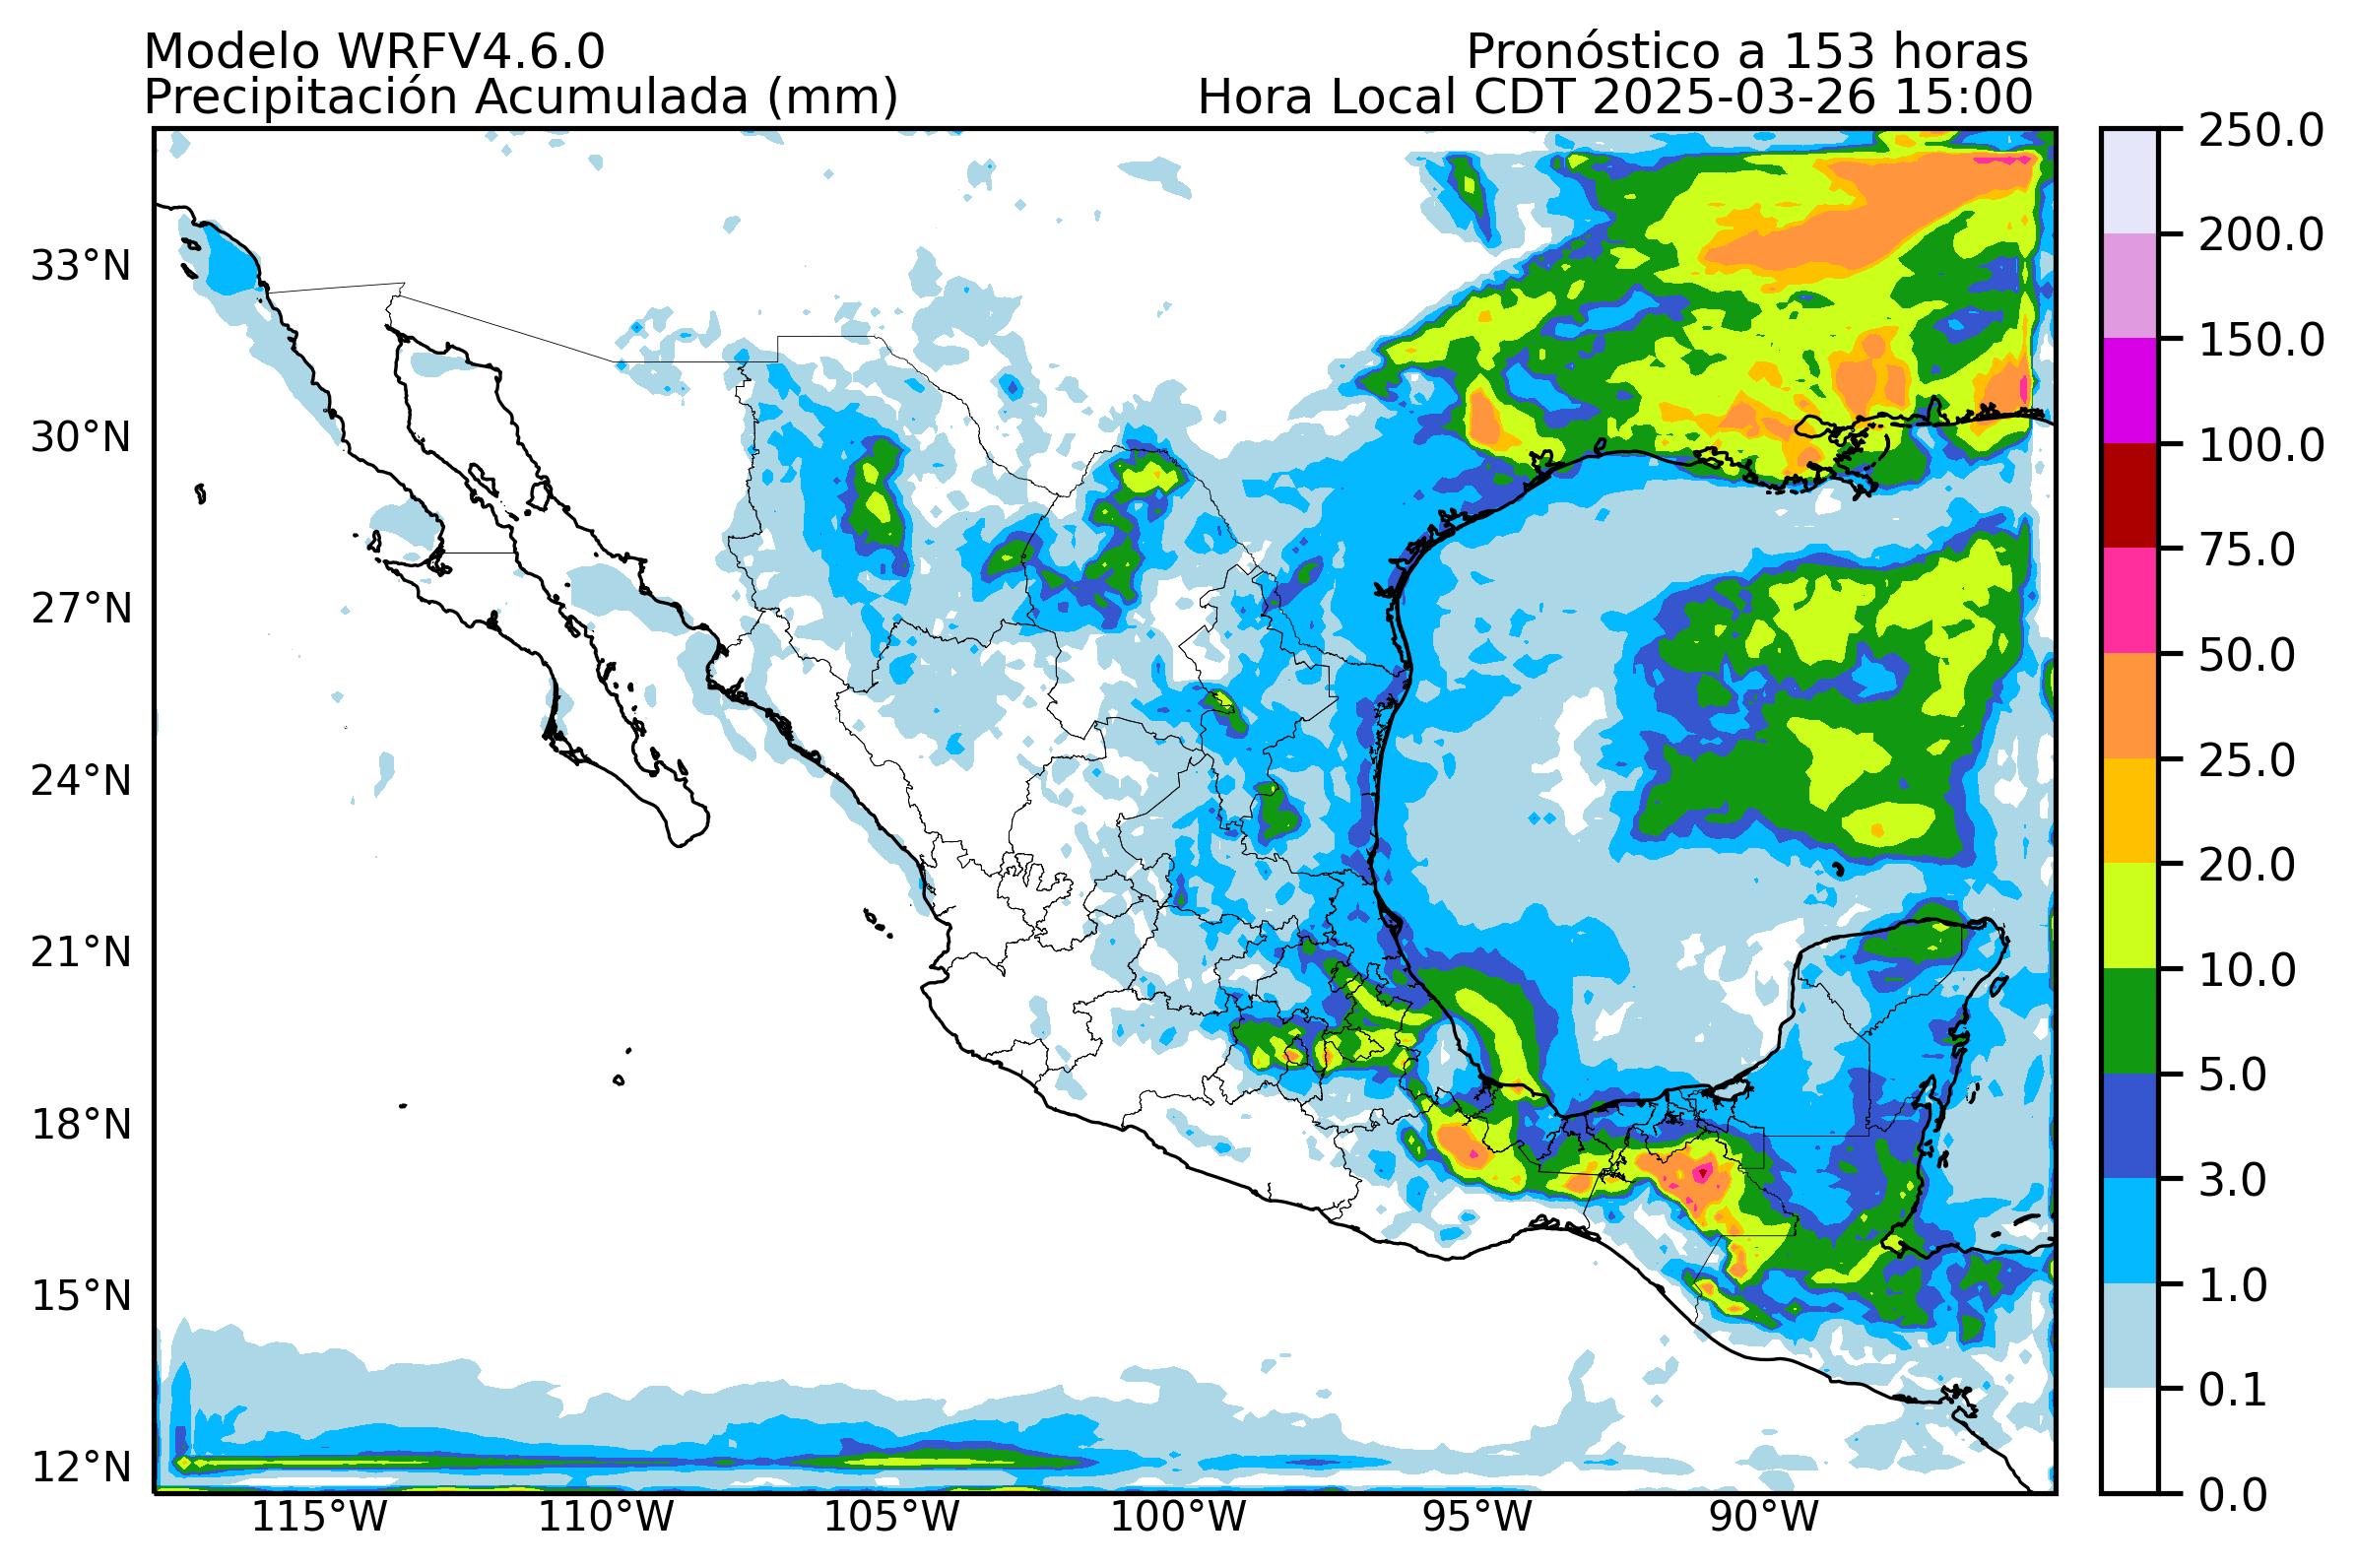 Modelo WRFV4.6.0
Pronóstico a 153 horas
Precipitación Acumulada (mm)
Hora Local CDT 2025-03-26 15:00
33°N
30°N
27°N
24°N
21°N
18°N
15°N
12°N
115°W
110°W
105°W
100°W
95°W
90°W
250.0
200.0
150.0
100.0
75.0
50.0
25.0
20.0
10.0
5.0
3.0
1.0
0.1
0.0